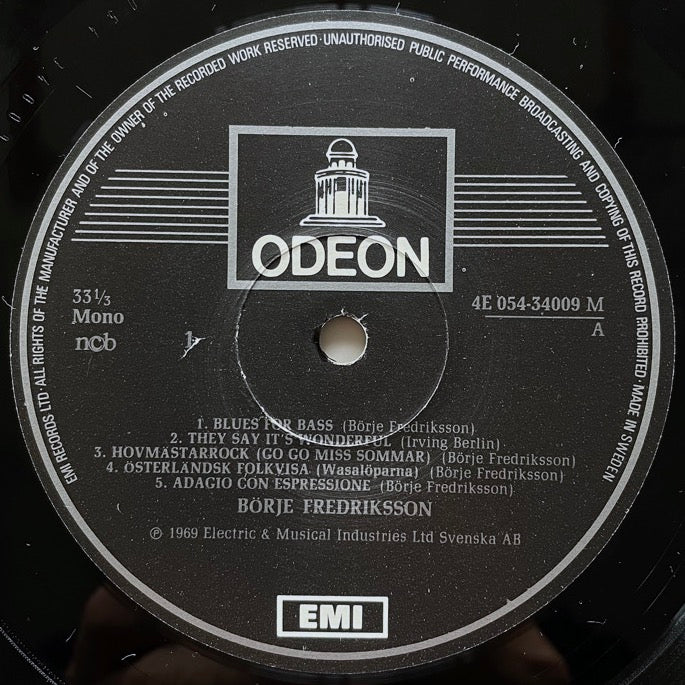 EMI RECORDS LTD · ALL RIGHTS OF THE MANUFACTURER · AND OF THE OWNER OF THE RECORDED WORK RESERVED · UNAUTHORISED PUBLIC PERFORMANCE BROADCASTING AND COPYING OF THIS RECORD PROHIBITED · MADE IN SWEDEN
ODEON
33⅓
Mono
ncb
4E 054-34009 M
A
1. BLUES FOR BASS (Börje Fredriksson)
2. THEY SAY IT'S WONDERFUL (Irving Berlin)
3. HOVMÄSTARROCK (GO GO MISS SOMMAR) (Börje Fredriksson)
4. ÖSTERLÄNDSK FOLKVISA (Wasalöparna) (Börje Fredriksson)
5. ADAGIO CON ESPRESSIONE (Börje Fredriksson)
BÖRJE FREDRIKSSON
℗ 1969 Electric & Musical Industries Ltd Svenska AB
EMI